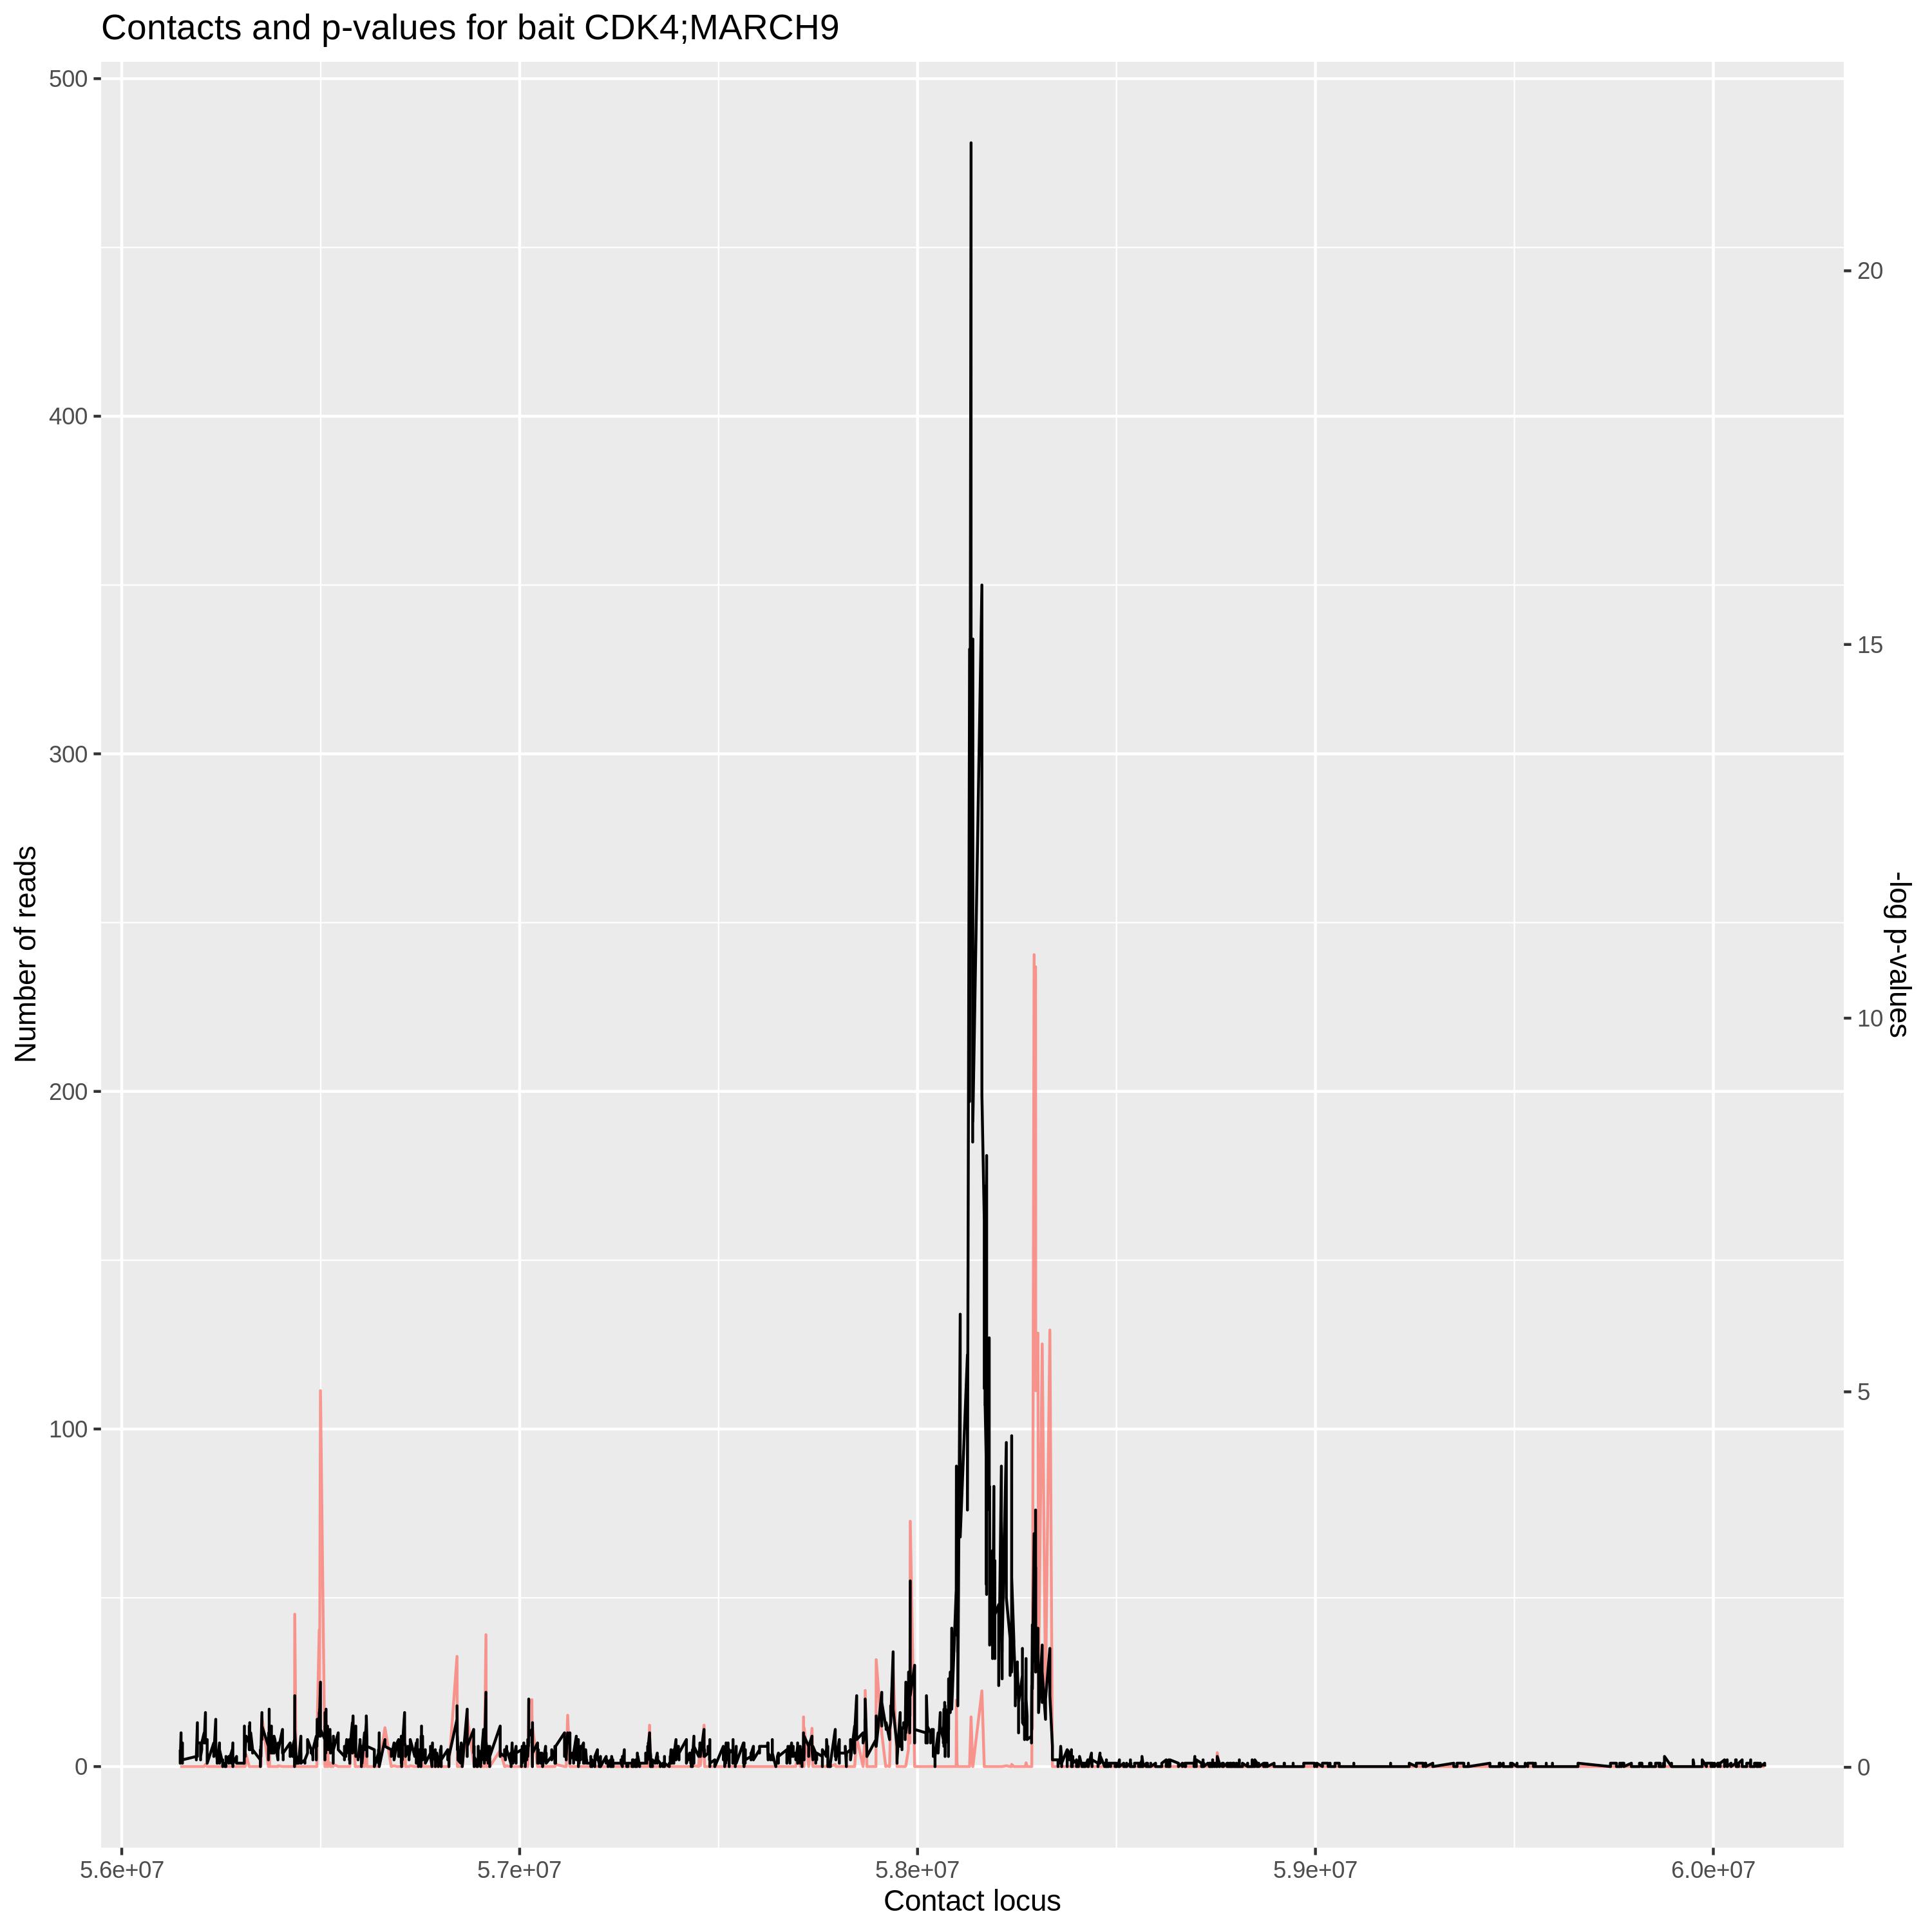 Contacts and p-values for bait CDK4;MARCH9
500
400
300
200
100
0
Number of reads
20
15
10
5
0
-log p-values
5.6e+07
5.7e+07
5.8e+07
5.9e+07
6.0e+07
Contact locus